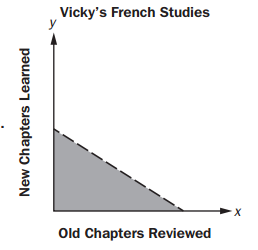 Vicky's French Studies
y
New Chapters Learned
x
Old Chapters Reviewed